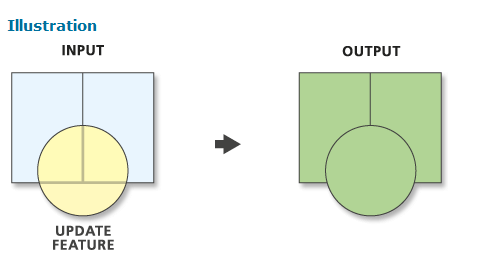 Illustration
INPUT
OUTPUT
UPDATE
FEATURE